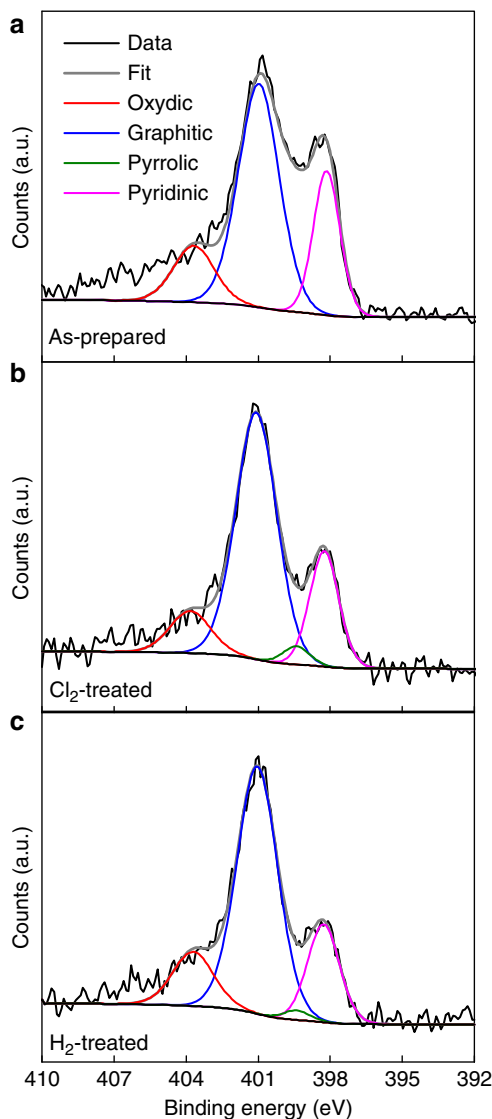 a
Data
Fit
Oxydic
Graphitic
Pyrrolic
Pyridinic
Counts (a.u.)
As-prepared
b
Counts (a.u.)
Cl₂-treated
c
Counts (a.u.)
H₂-treated
410 407 404 401 398 395 392
Binding energy (eV)